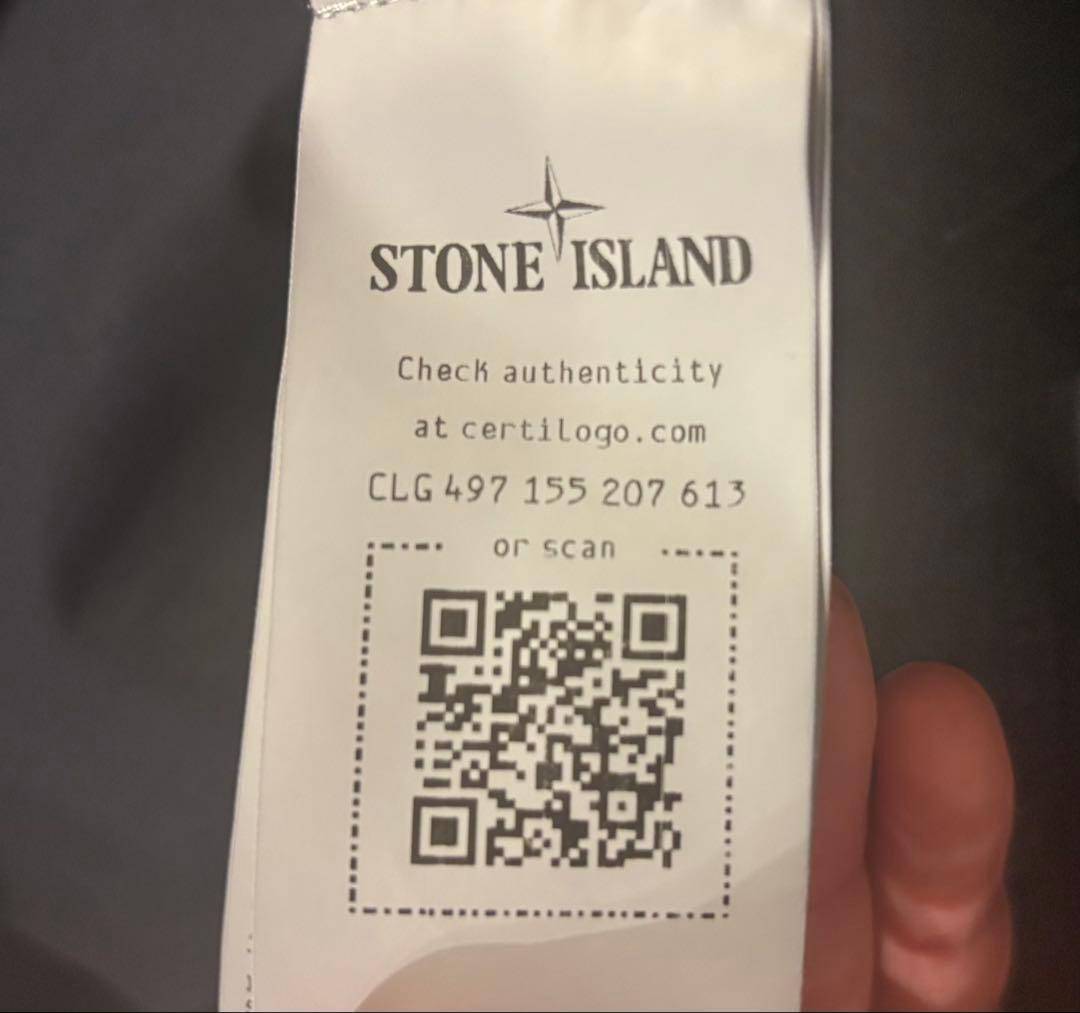 STONE ISLAND
Check authenticity
at certilogo.com
CLG 497 155 207 613
or scan